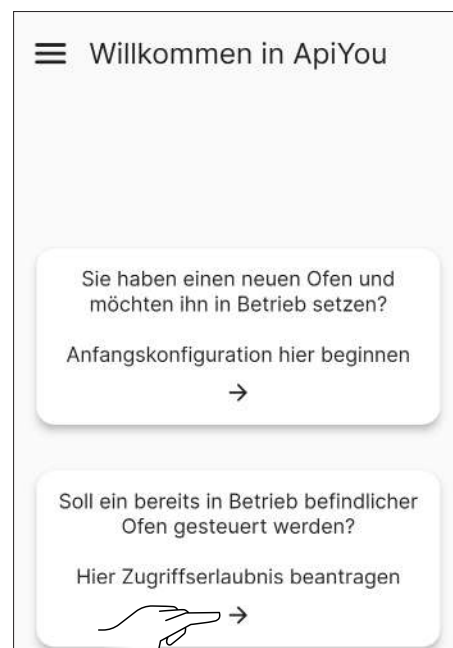 Willkommen in ApiYou
Sie haben einen neuen Ofen und
möchten ihn in Betrieb setzen?
Anfangskonfiguration hier beginnen
Soll ein bereits in Betrieb befindlicher
Ofen gesteuert werden?
Hier Zugriffserlaubnis beantragen